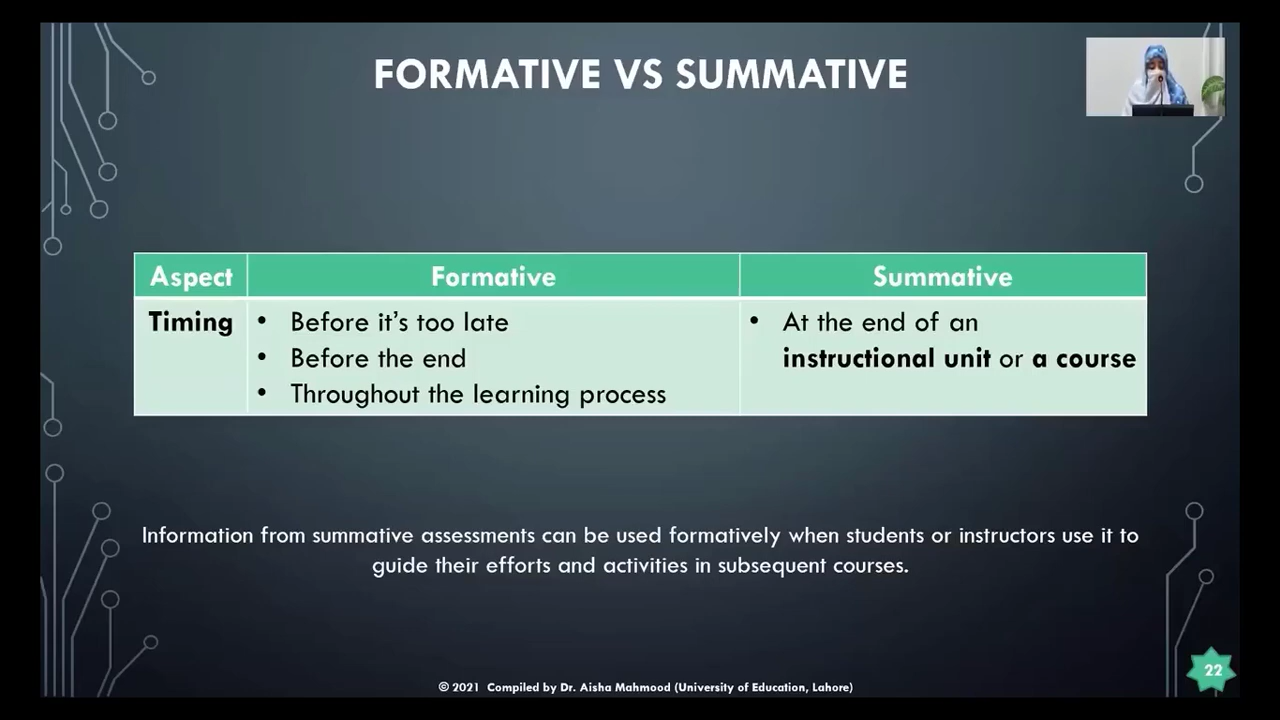 FORMATIVE VS SUMMATIVE
Aspect
Formative
Summative
Timing
• Before it’s too late
• Before the end
• Throughout the learning process
• At the end of an
instructional unit or a course
Information from summative assessments can be used formatively when students or instructors use it to
guide their efforts and activities in subsequent courses.
© 2021 Compiled by Dr. Aisha Mahmood (University of Education, Lahore)
22